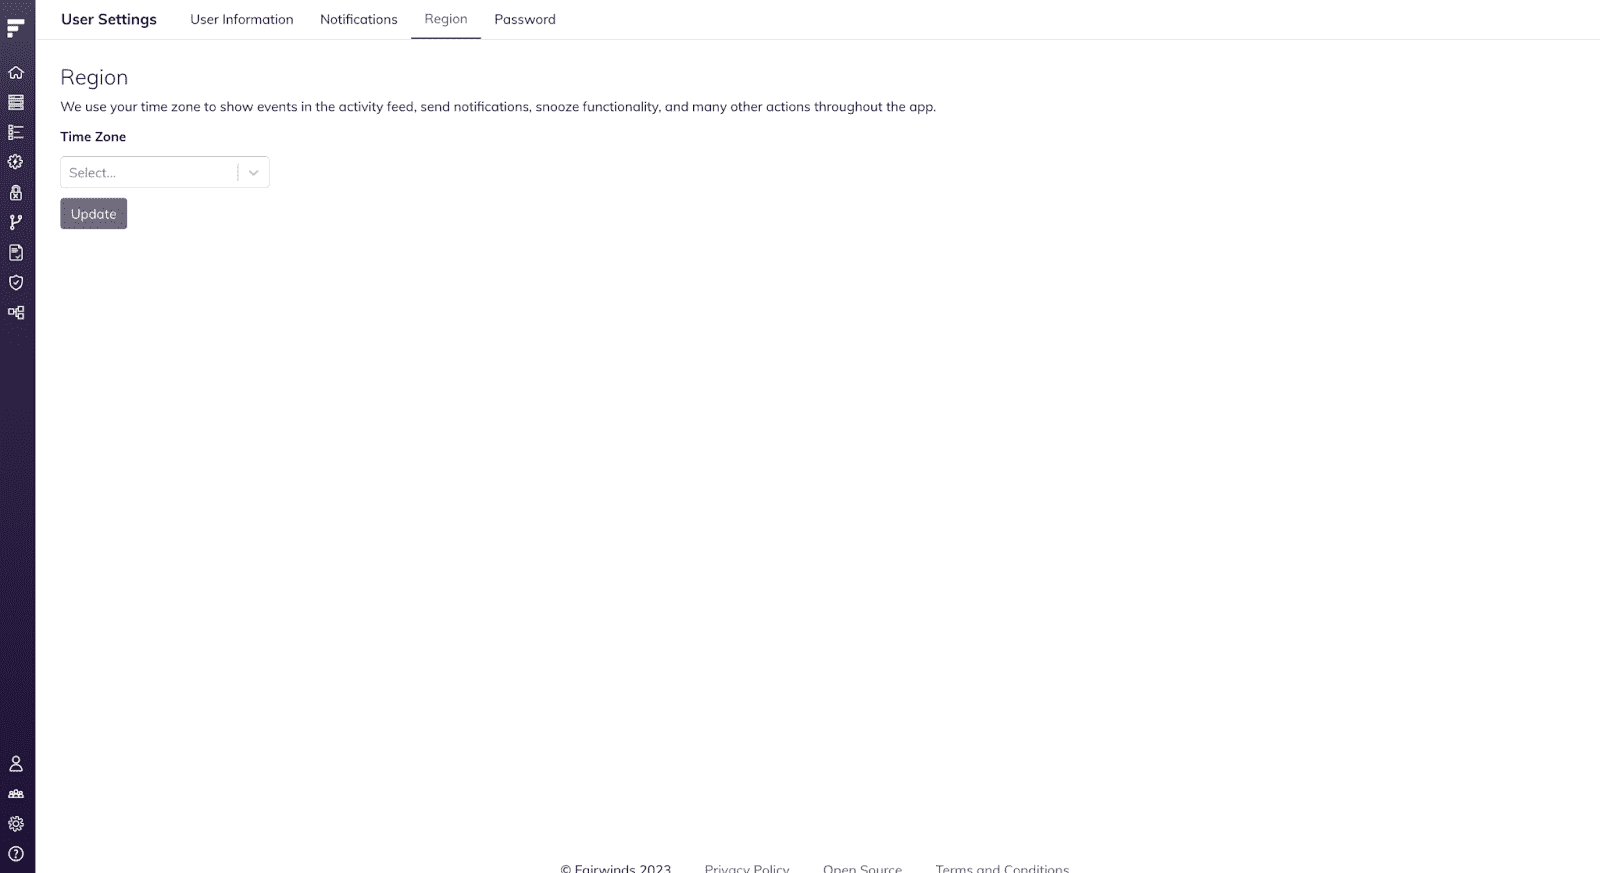 User Settings User Information Notifications Region Password
Region
We use your time zone to show events in the activity feed, send notifications, snooze functionality, and many other actions throughout the app.
Time Zone
Select...
Update
© Fairwinds 2023 Privacy Policy Open Source Terms and Conditions